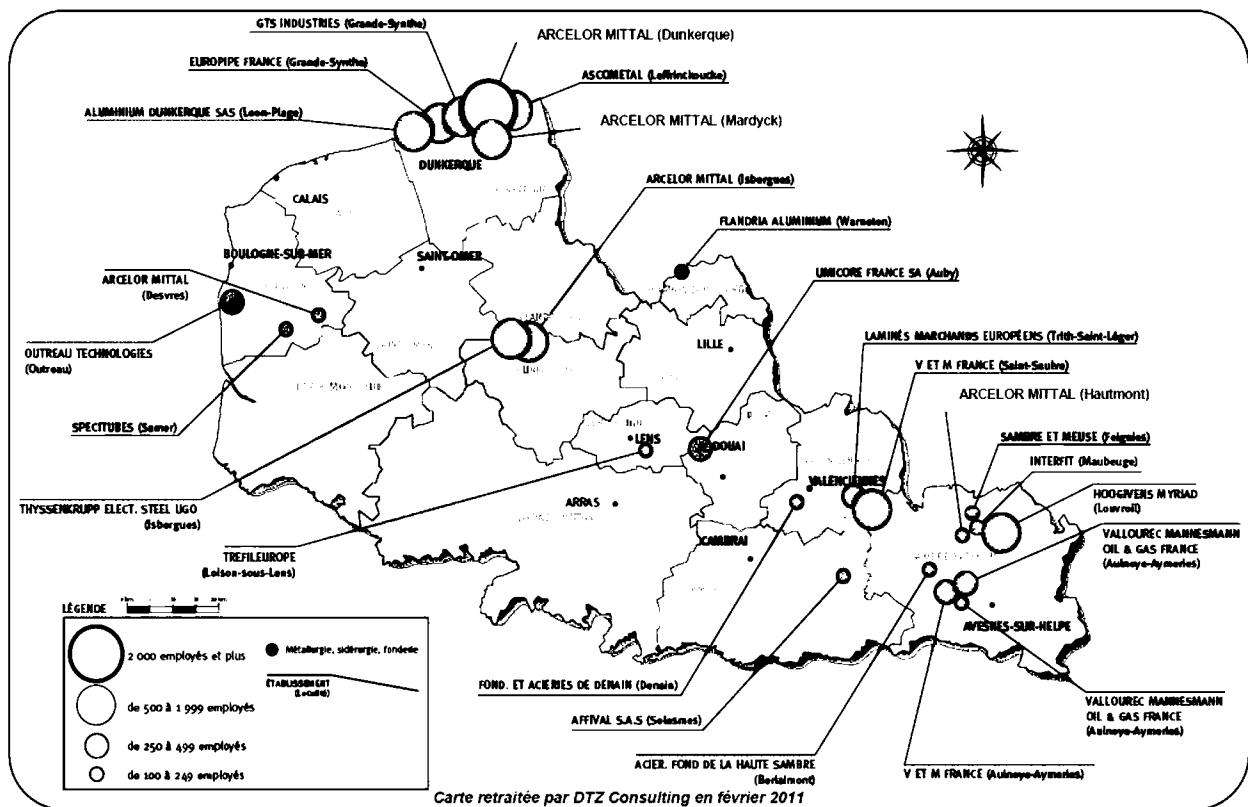 GTS INDUSTRIES (Grande-Synthe)
ARCELOR MITTAL (Dunkerque)
EUROPIPE FRANCE (Grande-Synthe)
ASCOMETAL (Leffrinckoucke)
ALUMINIUM DUNKERQUE SAS (Loon-Plage)
ARCELOR MITTAL (Mardyck)
DUNKERQUE
ARCELOR MITTAL (Isbergues)
CALAIS
FLANDRIA ALUMINIUM (Warneton)
BOULOGNE-SUR-MER
SAINT-OMER
ARCELOR MITTAL
(Desvres)
UMICORE FRANCE SA (Auby)
LAMINÉS MARCHANDS EUROPÉENS (Trith-Saint-Léger)
LILLE
OUTREAU TECHNOLOGIES
(Outreau)
V ET M FRANCE (Saint-Saulve)
ARCELOR MITTAL (Hautmont)
SPECITUBES (Samer)
SAMBRE ET MEUSE (Feignies)
LENS
DOUAI
INTERFIT (Maubeuge)
VALENCIENNES
HOOGIVENS MYRIAD
(Louvroil)
THYSSENKRUPP ELECT. STEEL UGO
(Isbergues)
ARRAS
VALLOUREC MANNESMANN
OIL & GAS FRANCE
(Aulnoye-Aymeries)
TREFILEUROPE
(Loison-sous-Lens)
CAMBRAI
LÉGENDE
AVESNES-SUR-HELPE
2 000 employés et plus
Métallurgie, sidérurgie, fonderie
ÉTABLISSEMENT
(Localité)
de 500 à 1 999 employés
de 250 à 499 employés
de 100 à 249 employés
FOND. ET ACIERIES DE DENAIN (Denain)
AFFIVAL S.A.S (Solesmes)
ACIER. FOND DE LA HAUTE SAMBRE
(Berlaimont)
V ET M FRANCE (Aulnoye-Aymeries)
VALLOUREC MANNESMANN
OIL & GAS FRANCE
(Aulnoye-Aymeries)
Carte retraitée par DTZ Consulting en février 2011